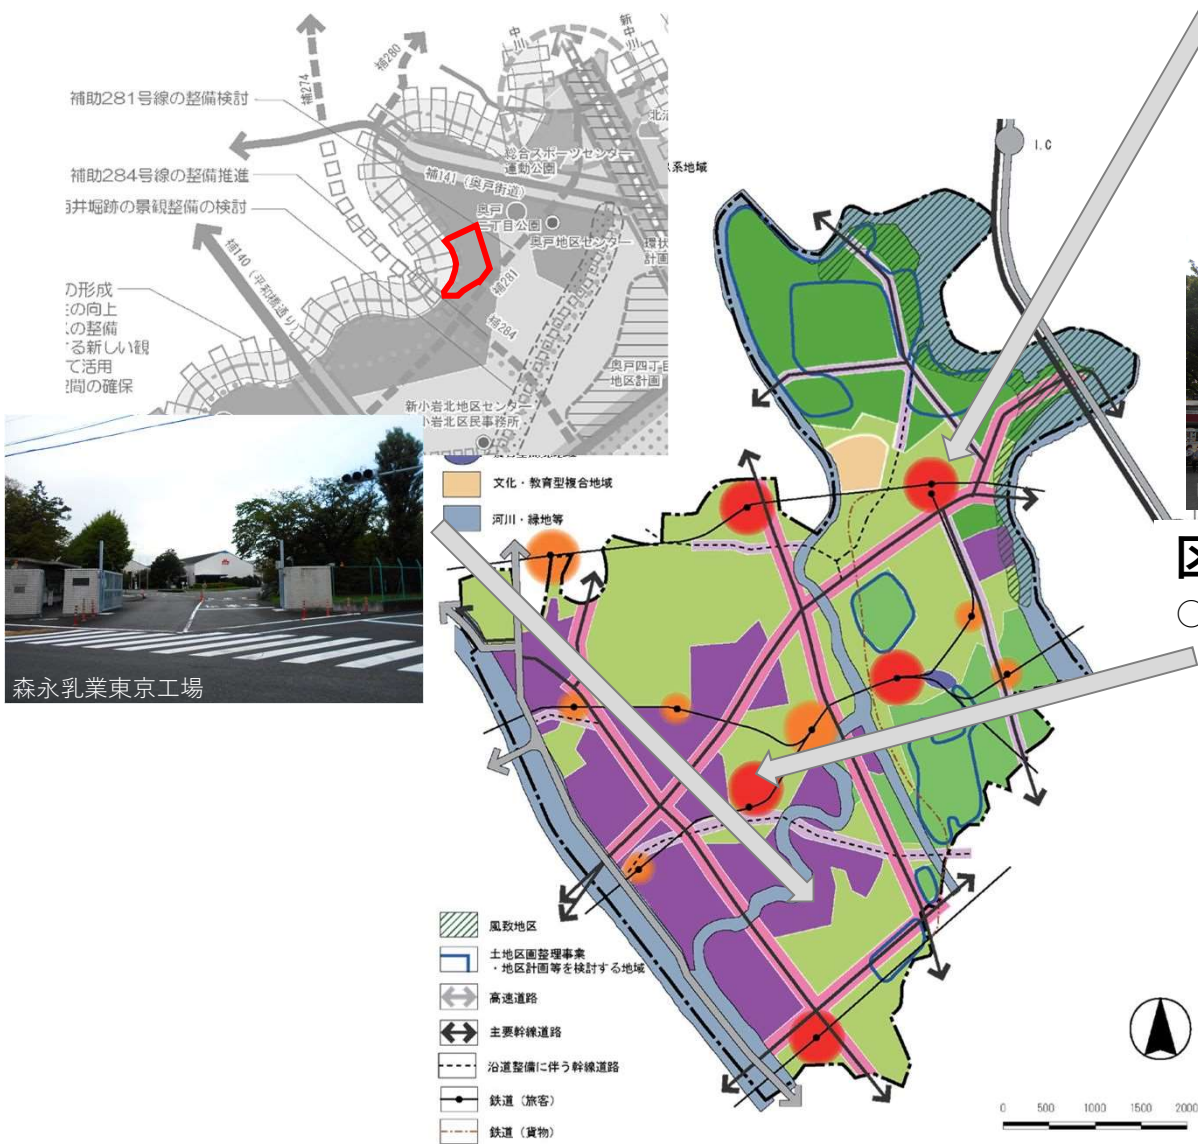 補274
補280
中川
新中川
補助281号線の整備検討
総合スポーツセンター
運動公園
系地域
補助284号線の整備推進
補141（奥戸街道）
井堀跡の景観整備の検討
奥戸
二丁目公園
奥戸地区センター
環状
計画
補140（平和橋通り）
補281
補284
の形成
の向上
の整備
る新しい観
て活用
間の確保
奥戸四丁目
地区計画
新小岩北地区センター
小岩北区民事務所
I.C
文化・教育型複合地域
河川・緑地等
森永乳業東京工場
区
○
風致地区
土地区画整理事業
・地区計画等を検討する地域
高速道路
主要幹線道路
沿道整備に伴う幹線道路
鉄道（旅客）
鉄道（貨物）
0 500 1000 1500 2000